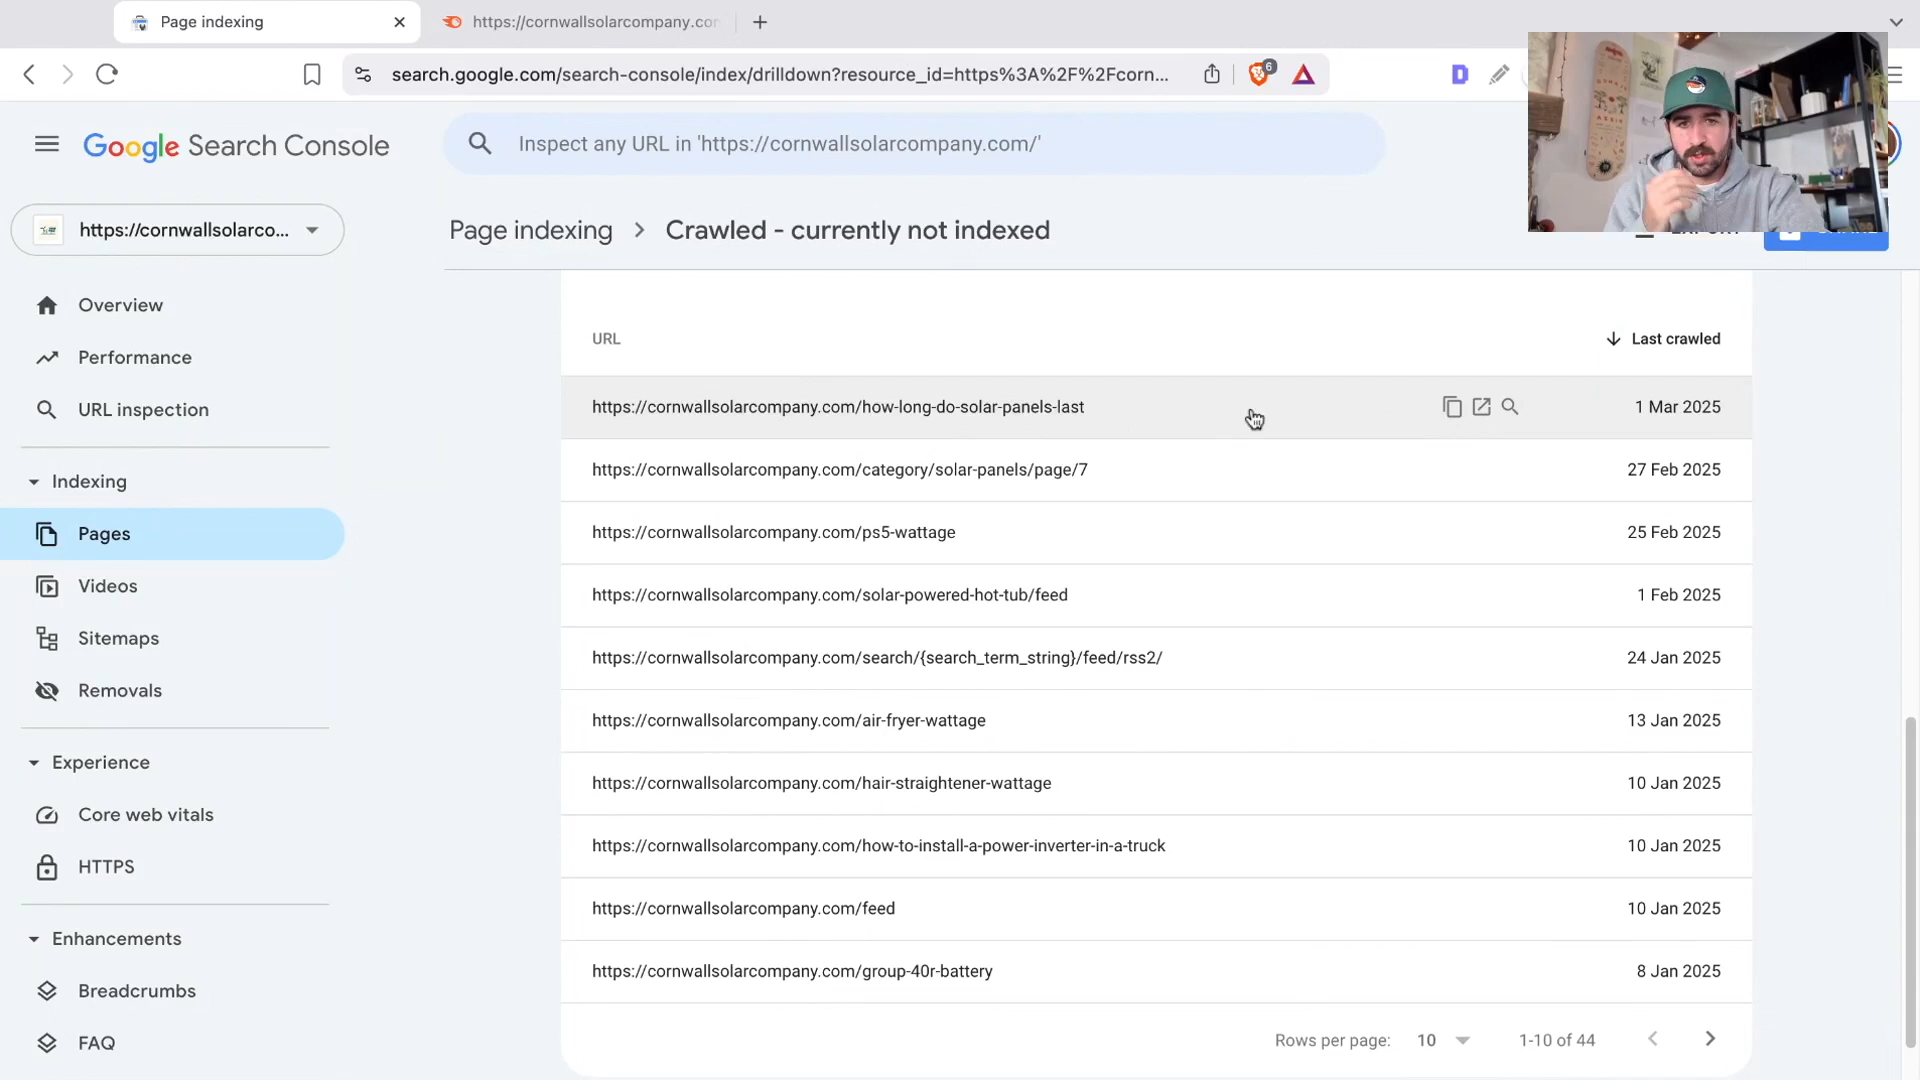 Page indexing
https://cornwallsolarcompany.com
search.google.com/search-console/index/drilldown?resource_id=https%3A%2F%2Fcorn...
6
Google Search Console
Inspect any URL in 'https://cornwallsolarcompany.com/'
https://cornwallsolarco...
Page indexing > Crawled - currently not indexed
EXPORT
Overview
Performance
URL inspection
Indexing
Pages
Videos
Sitemaps
Removals
Experience
Core web vitals
HTTPS
Enhancements
Breadcrumbs
FAQ
URL Last crawled
https://cornwallsolarcompany.com/how-long-do-solar-panels-last 1 Mar 2025
https://cornwallsolarcompany.com/category/solar-panels/page/7 27 Feb 2025
https://cornwallsolarcompany.com/ps5-wattage 25 Feb 2025
https://cornwallsolarcompany.com/solar-powered-hot-tub/feed 1 Feb 2025
https://cornwallsolarcompany.com/search/{search_term_string}/feed/rss2/ 24 Jan 2025
https://cornwallsolarcompany.com/air-fryer-wattage 13 Jan 2025
https://cornwallsolarcompany.com/hair-straightener-wattage 10 Jan 2025
https://cornwallsolarcompany.com/how-to-install-a-power-inverter-in-a-truck 10 Jan 2025
https://cornwallsolarcompany.com/feed 10 Jan 2025
https://cornwallsolarcompany.com/group-40r-battery 8 Jan 2025
Rows per page: 10 1-10 of 44